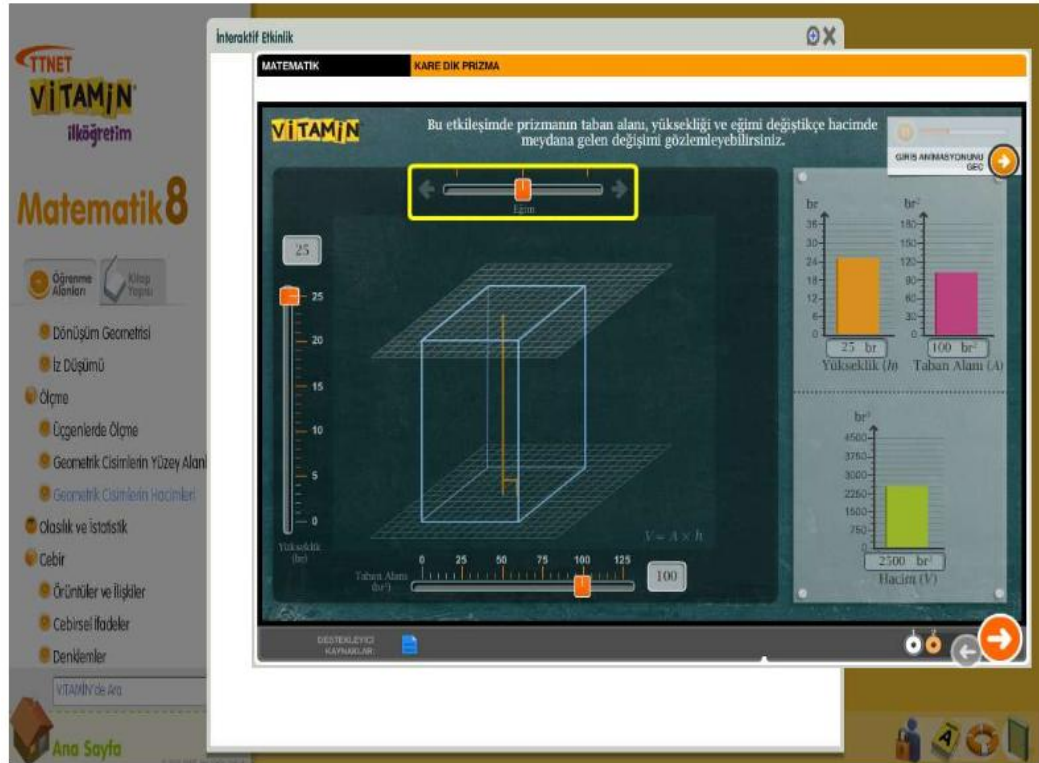 İnteraktif Etkinlik
TTNET
VİTAMİN
ilköğretim
Matematik 8
Öğrenme Alanları
Kitap Yapısı
Dönüşüm Geometrisi
İz Düşümü
Ölçme
Üçgenlerde Ölçme
Geometrik Cisimlerin Yüzey Alanl
Geometrik Cisimlerin Hacimleri
Olasılık ve İstatistik
Cebir
Örüntüler ve İlişkiler
Cebirsel İfadeler
Denklemler
VİTAMİN'de Ara
Ana Sayfa
MATEMATİK
KARE DİK PRİZMA
VİTAMİN
Bu etkileşimde prizmanın taban alanı, yüksekliği ve eğimi değiştikçe hacimde
meydana gelen değişimi gözlemleyebilirsiniz.
GİRİŞ ANİMASYONUNU
GEÇ
Eğim
25
25
20
15
10
5
0
Yükseklik
(br)
V = A × h
0 25 50 75 100 125
Taban Alanı
(br²)
100
br
36
30
24
18
12
6
0
25 br
Yükseklik (h)
br²
180
150
120
90
60
30
0
100 br²
Taban Alanı (A)
br³
4500
3750
3000
2250
1500
750
0
2500 br³
Hacim (V)
DESTEKLEYİCİ
KAYNAKLAR:
1 2